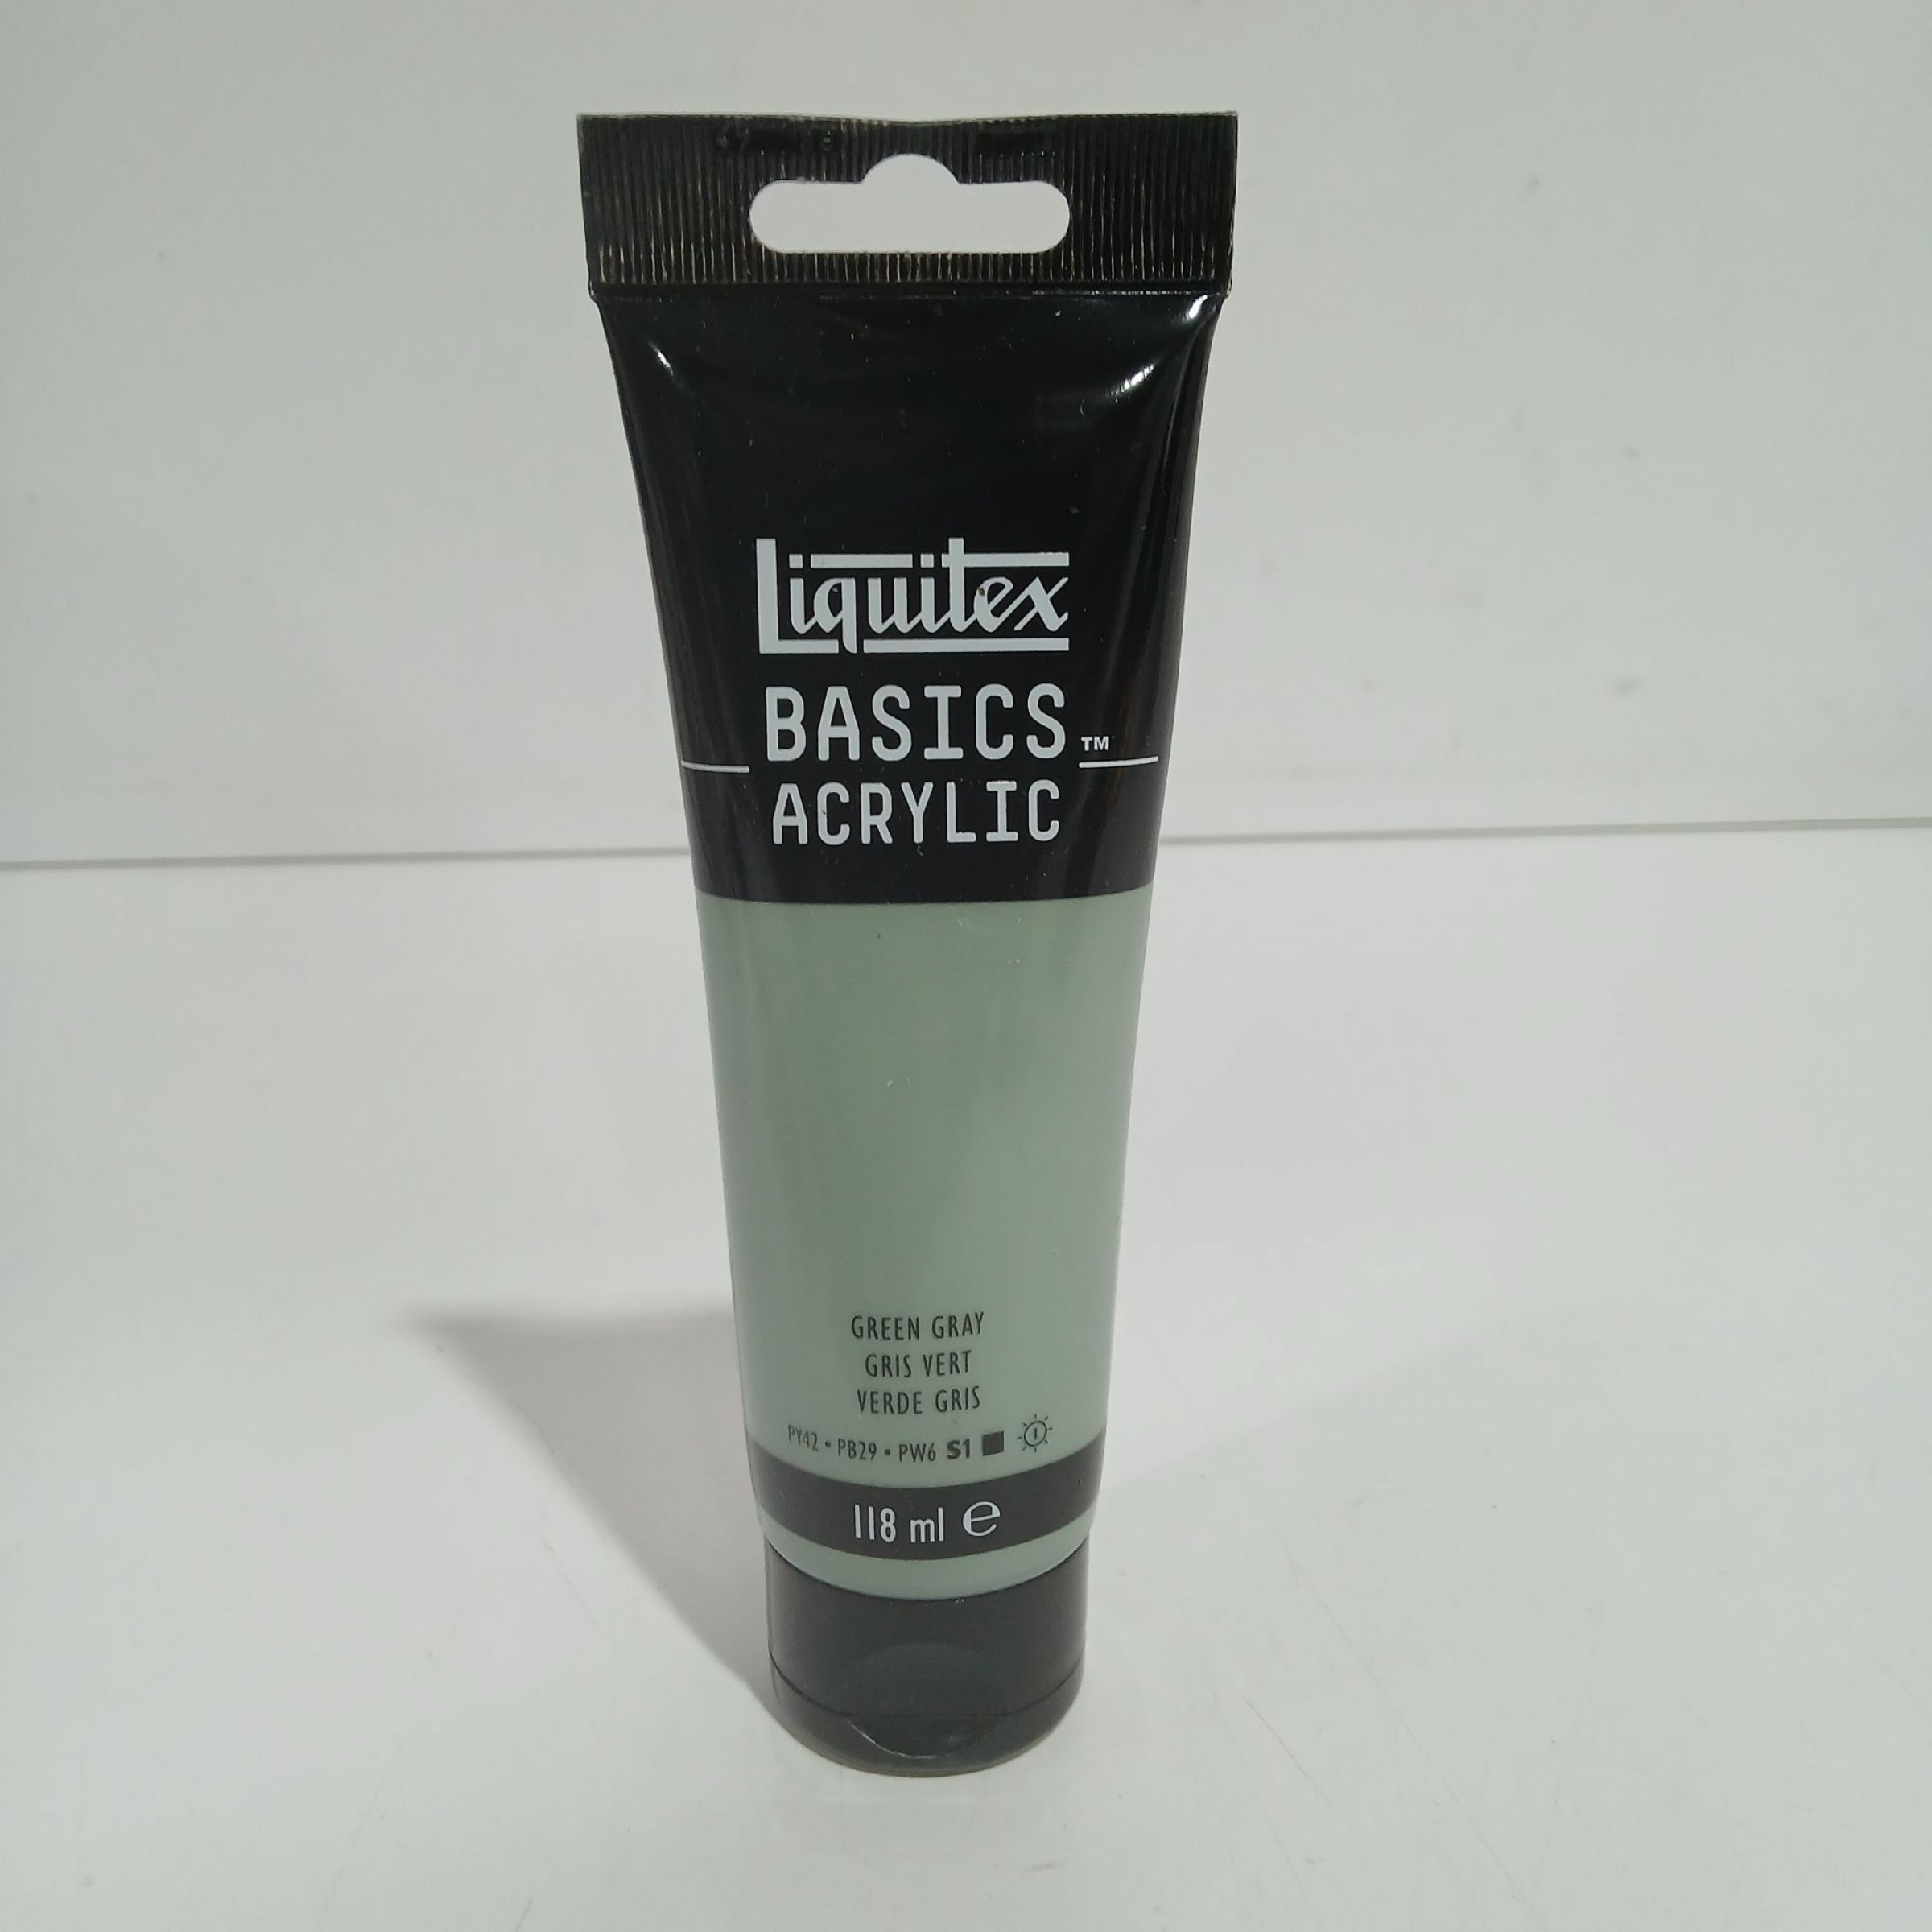 Liquitex
BASICS™
ACRYLIC
GREEN GRAY
GRIS VERT
VERDE GRIS
PY42 • PB29 • PW6 S1 ■ I
118 ml ℮